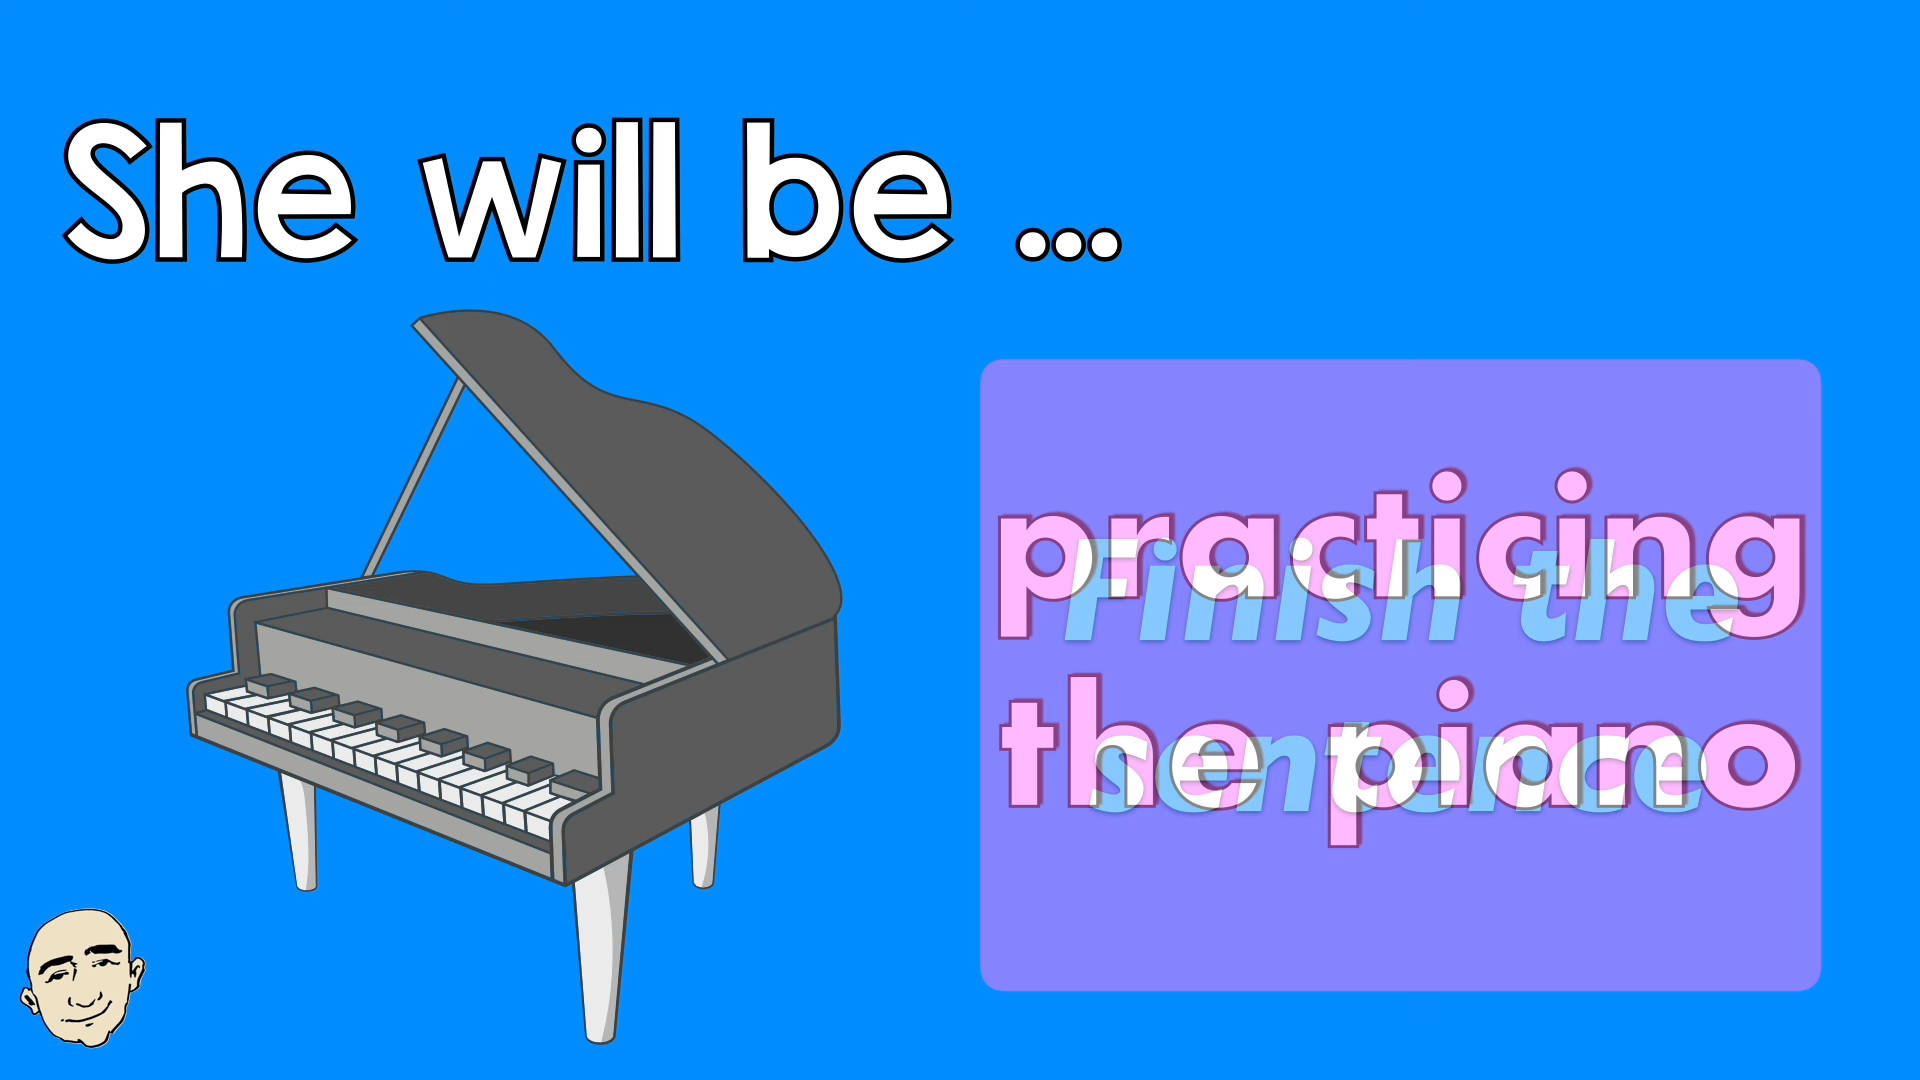 She will be ...
practicing
the piano
Finish the
sentence